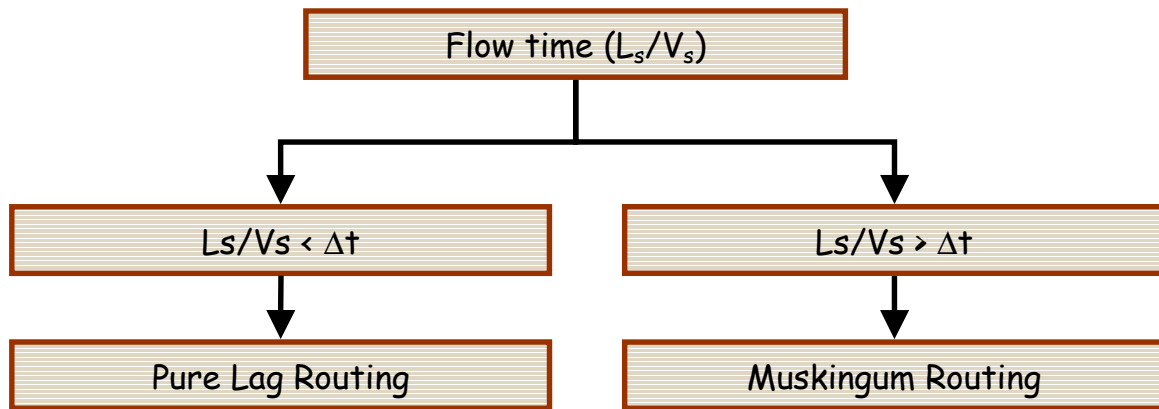 Flow time (Lₛ/Vₛ)
Ls/Vs < Δt
Ls/Vs > Δt
Pure Lag Routing
Muskingum Routing